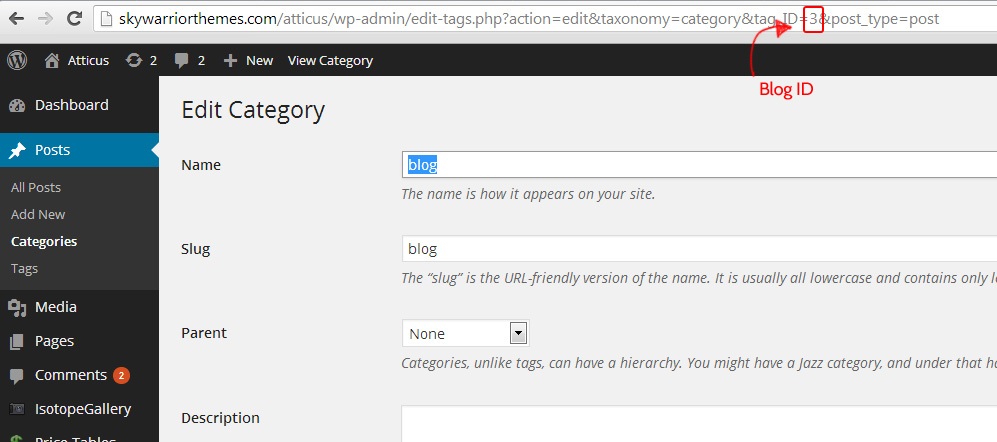 skywarriorthemes.com/atticus/wp-admin/edit-tags.php?action=edit&taxonomy=category&tag_ID=3&post_type=post
Atticus 2 2 New View Category
Blog ID
Dashboard
Posts
All Posts
Add New
Categories
Tags
Media
Pages
Comments 2
IsotopeGallery
Price Tables
Edit Category
Name
blog
The name is how it appears on your site.
Slug
blog
The “slug” is the URL-friendly version of the name. It is usually all lowercase and contains only
Parent
None
Categories, unlike tags, can have a hierarchy. You might have a Jazz category, and under that
Description